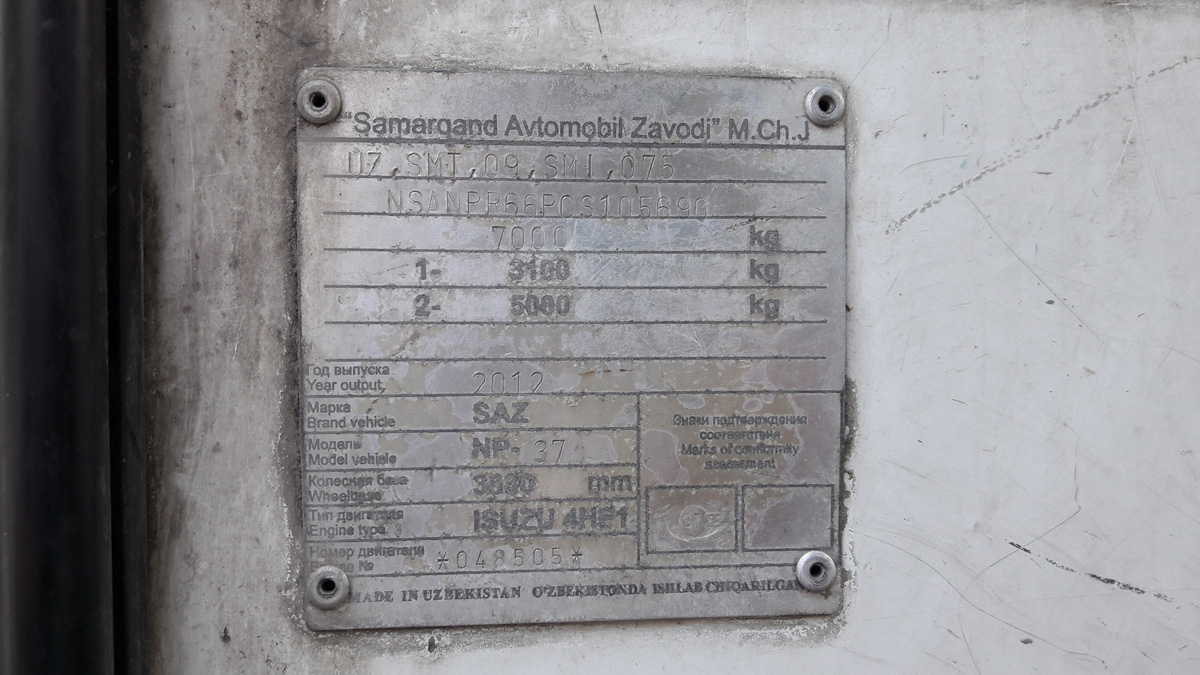 "Samarqand Avtomobil Zavodi" M.Ch.J
UZ,SMT,09,SMI,075
NSANPR66PCS105690
7000 kg
1- 3100 kg
2- 5000 kg
Год выпуска
Year output 2012
Марка
Brand vehicle SAZ
Модель
Model vehicle NP- 37
Колесная база
Wheelbase mm
Тип двигателя
Engine type ISUZU 4HF1
Номер двигателя
№ *048505*
Знаки подтверждения
соответствия
Marks of conformity
assessment
MADE IN UZBEKISTAN O'ZBEKISTONDA ISHLAB CHIQARILGAN